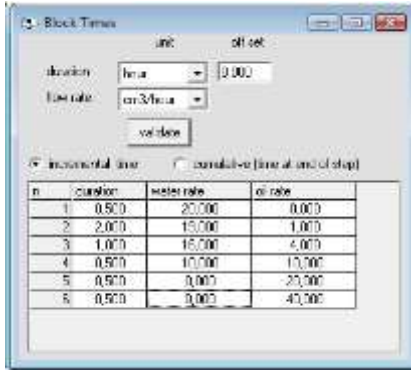 Block Times
unit off set
duration hour 0,000
flow rate cm3/hour
validate
incremental time cumulative (time at end of step)
n duration water rate oil rate
1 0,500 20,000 0,000
2 2,000 1,000
3 1,000 16,000 4,000
4 0,500 10,000 10,000
5 0,500 0,000 20,000
6 0,500 0,000 40,000